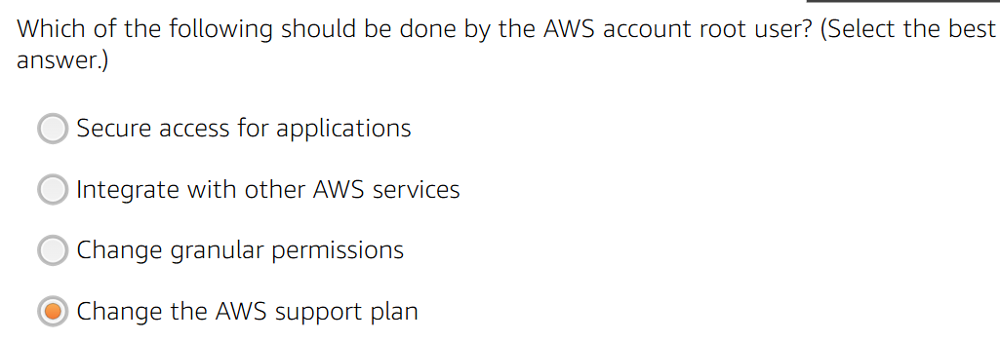 Which of the following should be done by the AWS account root user? (Select the best
answer.)
Secure access for applications
Integrate with other AWS services
Change granular permissions
Change the AWS support plan